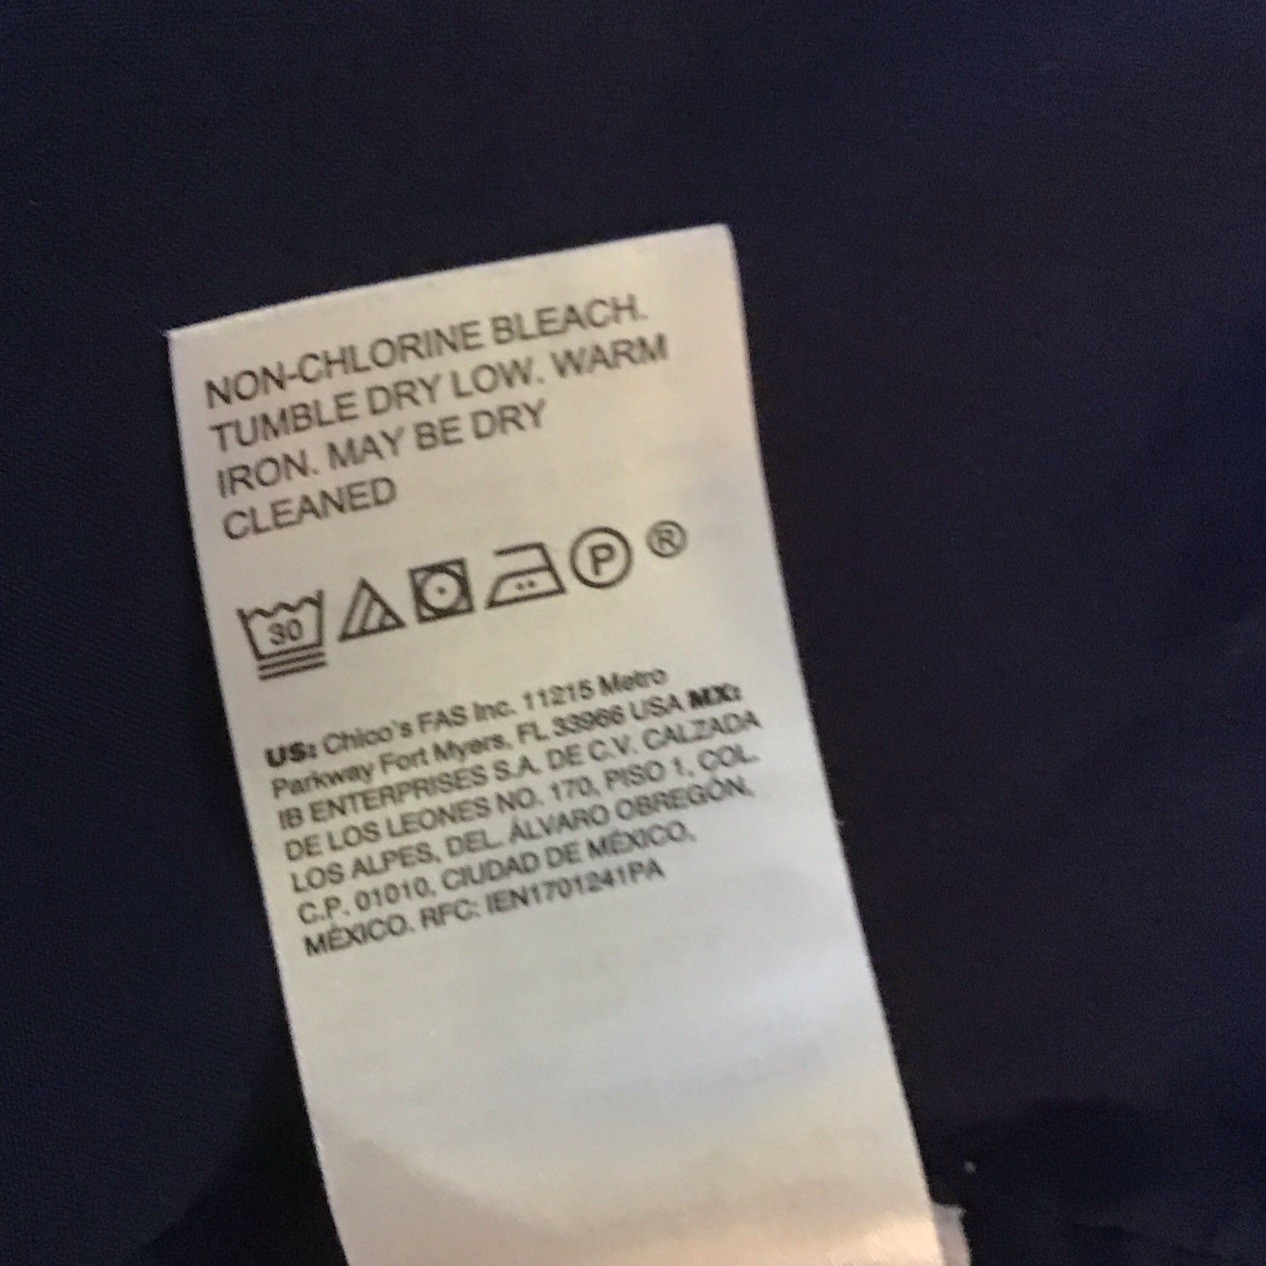 NON-CHLORINE BLEACH.
TUMBLE DRY LOW. WARM
IRON. MAY BE DRY
CLEANED
30 P ®
US: Chico's FAS Inc. 11215 Metro
Parkway Fort Myers, FL 33966 USA MX:
IB ENTERPRISES S.A. DE C.V. CALZADA
DE LOS LEONES NO. 170, PISO 1, COL.
LOS ALPES, DEL. ÁLVARO OBREGÓN,
C.P. 01010, CIUDAD DE MÉXICO,
MÉXICO. RFC: IEN1701241PA